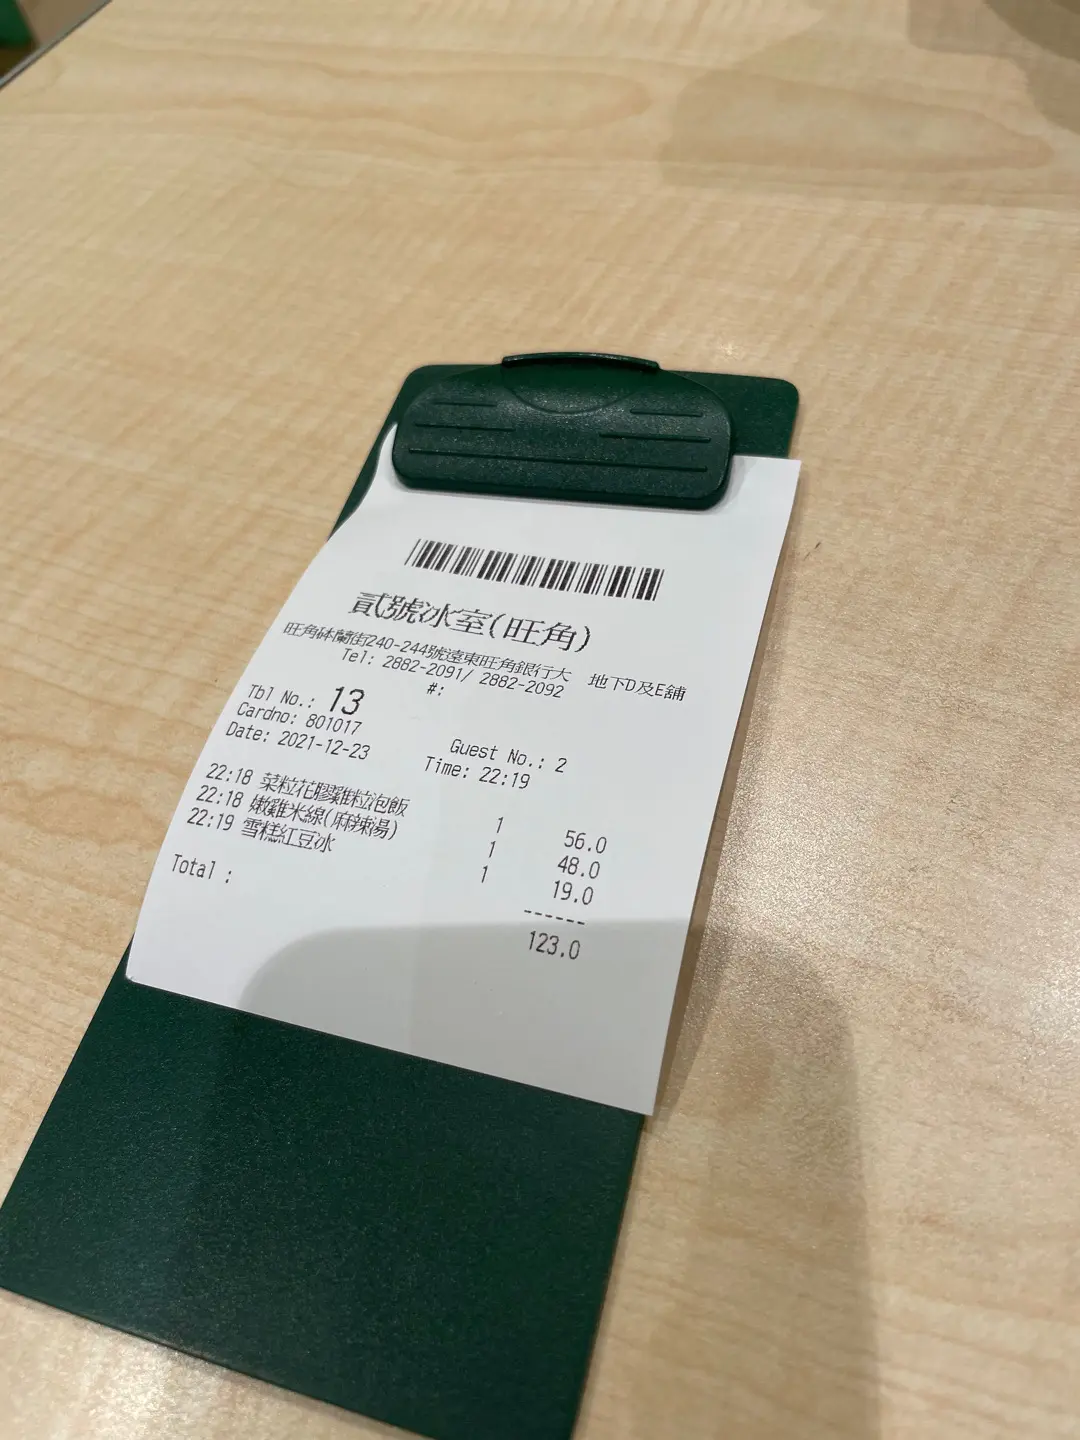 貳號冰室(旺角)
旺角砵蘭街240-244號遠東旺角銀行大　地下D及E舖
Tel: 2882-2091/ 2882-2092
#:
Tbl No.: 13
Cardno: 801017 Guest No.: 2
Date: 2021-12-23 Time: 22:19
22:18 菜粒花膠雞粒泡飯 1 56.0
22:18 嫩雞米線(麻辣湯) 1 48.0
22:19 雪糕紅豆冰 1 19.0
------
Total : 123.0